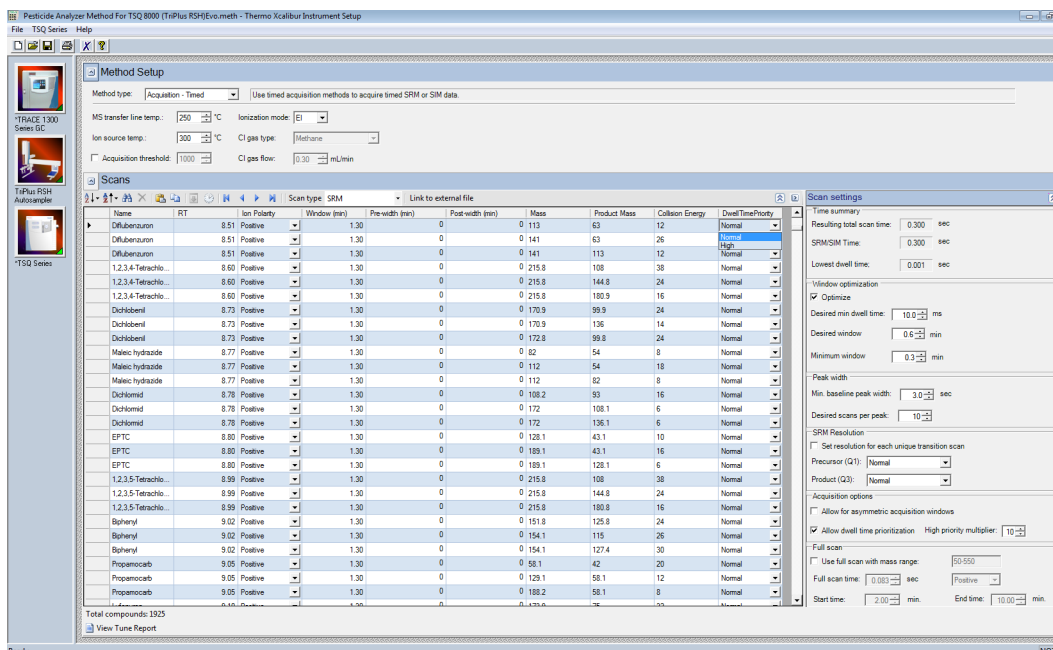 Pesticide Analyzer Method For TSQ 8000 (TriPlus RSH)Evo.meth - Thermo Xcalibur Instrument Setup
File TSQ Series Help
*TRACE 1300
Series GC
TriPlus RSH
Autosampler
*TSQ Series
Method Setup
Method type: Acquisition - Timed Use timed acquisition methods to acquire timed SRM or SIM data.
MS transfer line temp.: 250 °C Ionization mode: EI
Ion source temp.: 300 °C CI gas type: Methane
Acquisition threshold: 1000 CI gas flow: 0.30 mL/min
Scans
Scan type SRM Link to external file
Name RT Ion Polarity Window (min) Pre-width (min) Post-width (min) Mass Product Mass Collision Energy DwellTimePriority
Diflubenzuron 8.51 Positive 1.30 0 0 113 63 12 Normal
Diflubenzuron 8.51 Positive 1.30 0 0 141 63 26 Normal
High
Diflubenzuron 8.51 Positive 1.30 0 0 141 113 12 Normal
1,2,3,4-Tetrachlo... 8.60 Positive 1.30 0 0 215.8 108 38 Normal
1,2,3,4-Tetrachlo... 8.60 Positive 1.30 0 0 215.8 144.8 24 Normal
1,2,3,4-Tetrachlo... 8.60 Positive 1.30 0 0 215.8 180.9 16 Normal
Dichlobenil 8.73 Positive 1.30 0 0 170.9 99.9 24 Normal
Dichlobenil 8.73 Positive 1.30 0 0 170.9 136 14 Normal
Dichlobenil 8.73 Positive 1.30 0 0 172.8 99.8 24 Normal
Maleic hydrazide 8.77 Positive 1.30 0 0 82 54 8 Normal
Maleic hydrazide 8.77 Positive 1.30 0 0 112 54 18 Normal
Maleic hydrazide 8.77 Positive 1.30 0 0 112 82 8 Normal
Dichlormid 8.78 Positive 1.30 0 0 108.2 93 16 Normal
Dichlormid 8.78 Positive 1.30 0 0 172 108.1 6 Normal
Dichlormid 8.78 Positive 1.30 0 0 172 136.1 6 Normal
EPTC 8.80 Positive 1.30 0 0 128.1 43.1 10 Normal
EPTC 8.80 Positive 1.30 0 0 189.1 43.1 16 Normal
EPTC 8.80 Positive 1.30 0 0 189.1 128.1 6 Normal
1,2,3,5-Tetrachlo... 8.99 Positive 1.30 0 0 215.8 108 38 Normal
1,2,3,5-Tetrachlo... 8.99 Positive 1.30 0 0 215.8 144.8 24 Normal
1,2,3,5-Tetrachlo... 8.99 Positive 1.30 0 0 215.8 180.8 16 Normal
Biphenyl 9.02 Positive 1.30 0 0 151.8 125.8 24 Normal
Biphenyl 9.02 Positive 1.30 0 0 154.1 115 26 Normal
Biphenyl 9.02 Positive 1.30 0 0 154.1 127.4 30 Normal
Propamocarb 9.05 Positive 1.30 0 0 58.1 42 20 Normal
Propamocarb 9.05 Positive 1.30 0 0 129.1 58.1 12 Normal
Propamocarb 9.05 Positive 1.30 0 0 188.2 58.1 8 Normal
Total compounds: 1925
View Tune Report
Scan settings
Time summary
Resulting total scan time: 0.300 sec
SRM/SIM Time: 0.300 sec
Lowest dwell time: 0.001 sec
Window optimization
Optimize
Desired min dwell time: 10.0 ms
Desired window 0.6 min
Minimum window 0.3 min
Peak width
Min. baseline peak width: 3.0 sec
Desired scans per peak: 10
SRM Resolution
Set resolution for each unique transition scan
Precursor (Q1): Normal
Product (Q3): Normal
Acquisition options
Allow for asymmetric acquisition windows
Allow dwell time prioritization High priority multiplier: 10
Full scan
Use full scan with mass range: 50-550
Full scan time: 0.083 sec Positive
Start time: 2.00 min. End time: 10.00 min.